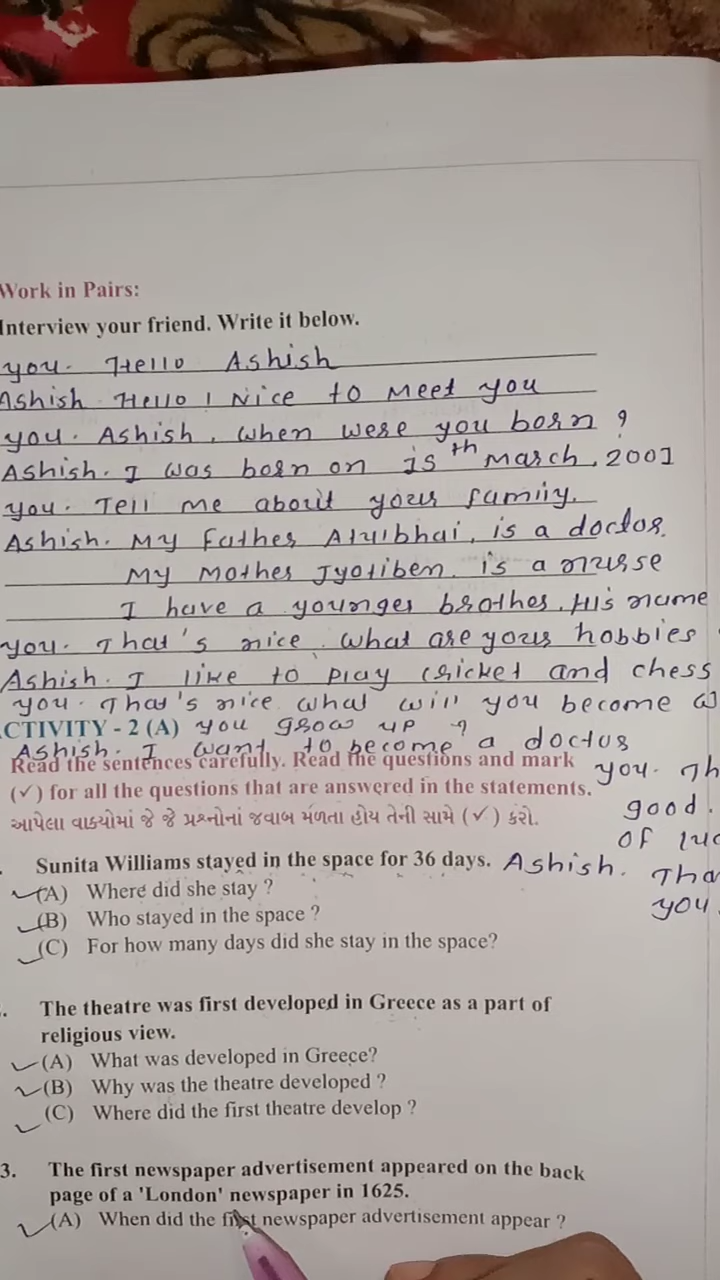 Work in Pairs:
Interview your friend. Write it below.
you. Hello Ashish
Ashish Hello! Nice to Meet you
you. Ashish, when were you born ?
Ashish. I was born on 15th March, 2001
you. Tell me about your family.
Ashish. My Father Atulbhai, is a doctor.
My Mother Jyotiben, is a nurse
I have a younger brother. His name
you. That's nice. what are your hobbies
Ashish. I like to play cricket and chess
you. That's nice what will you become
ACTIVITY - 2 (A) you grow up ?
Ashish. I want to become a doctor
Read the sentences carefully. Read the questions and mark
(✓) for all the questions that are answered in the statements.
આપેલા વાક્યોમાં જે જે પ્રશ્નોનાં જવાબ મળતા હોય તેની સામે (✓) કરો.
you. Th
good.
of luc
Sunita Williams stayed in the space for 36 days. Ashish. Tha
you.
(A) Where did she stay ?
(B) Who stayed in the space ?
(C) For how many days did she stay in the space?
The theatre was first developed in Greece as a part of
religious view.
(A) What was developed in Greece?
(B) Why was the theatre developed ?
(C) Where did the first theatre develop ?
3. The first newspaper advertisement appeared on the back
page of a 'London' newspaper in 1625.
(A) When did the first newspaper advertisement appear ?